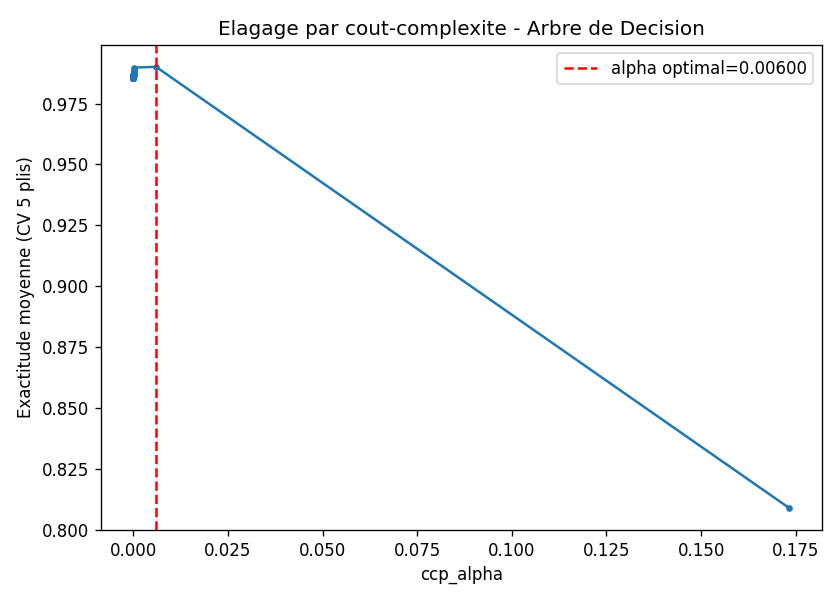 Elagage par cout-complexite - Arbre de Decision
alpha optimal=0.00600
Exactitude moyenne (CV 5 plis)
0.975
0.950
0.925
0.900
0.875
0.850
0.825
0.800
0.000 0.025 0.050 0.075 0.100 0.125 0.150 0.175
ccp_alpha